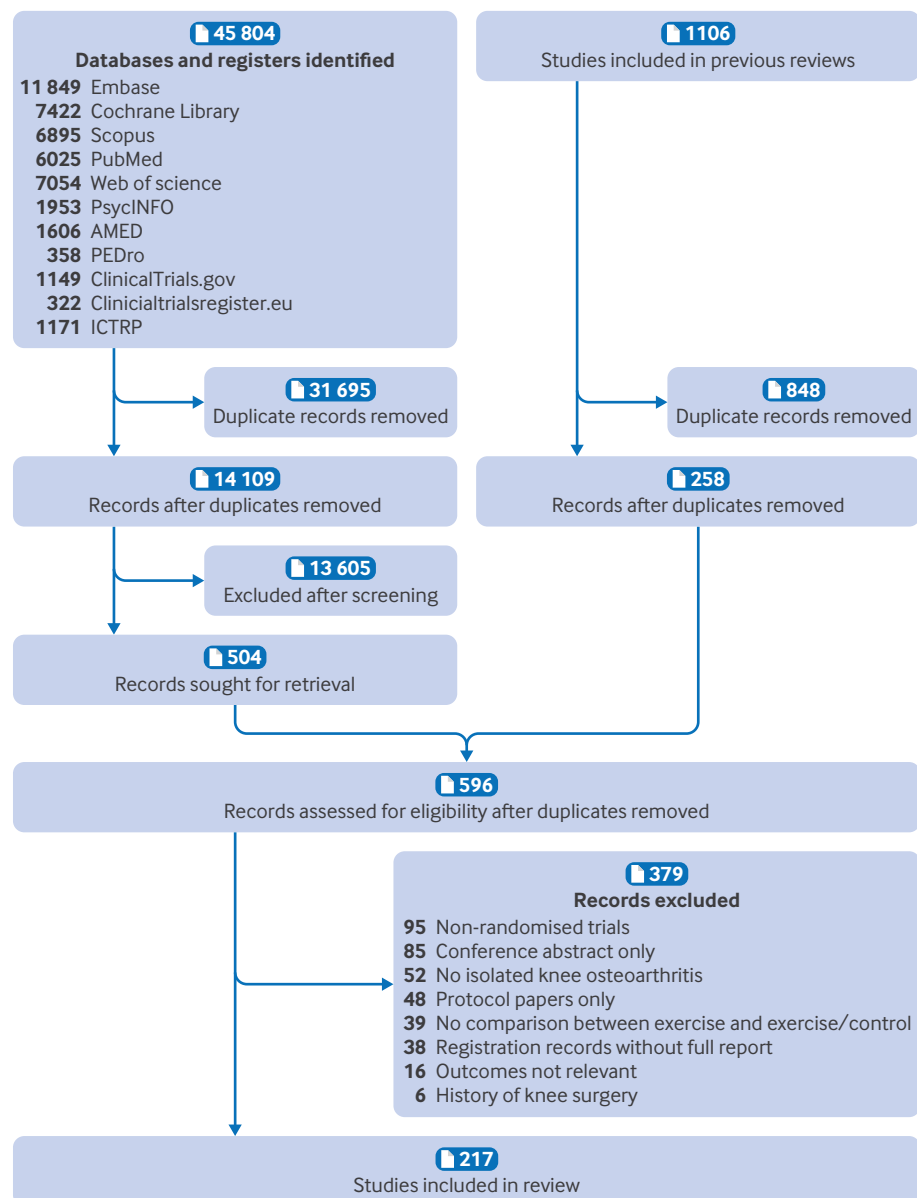 45 804
Databases and registers identified
11 849 Embase
7422 Cochrane Library
6895 Scopus
6025 PubMed
7054 Web of science
1953 PsycINFO
1606 AMED
358 PEDro
1149 ClinicalTrials.gov
322 Clinicialtrialsregister.eu
1171 ICTRP
1106
Studies included in previous reviews
31 695
Duplicate records removed
848
Duplicate records removed
14 109
Records after duplicates removed
258
Records after duplicates removed
13 605
Excluded after screening
504
Records sought for retrieval
596
Records assessed for eligibility after duplicates removed
379
Records excluded
95 Non-randomised trials
85 Conference abstract only
52 No isolated knee osteoarthritis
48 Protocol papers only
39 No comparison between exercise and exercise/control
38 Registration records without full report
16 Outcomes not relevant
6 History of knee surgery
217
Studies included in review